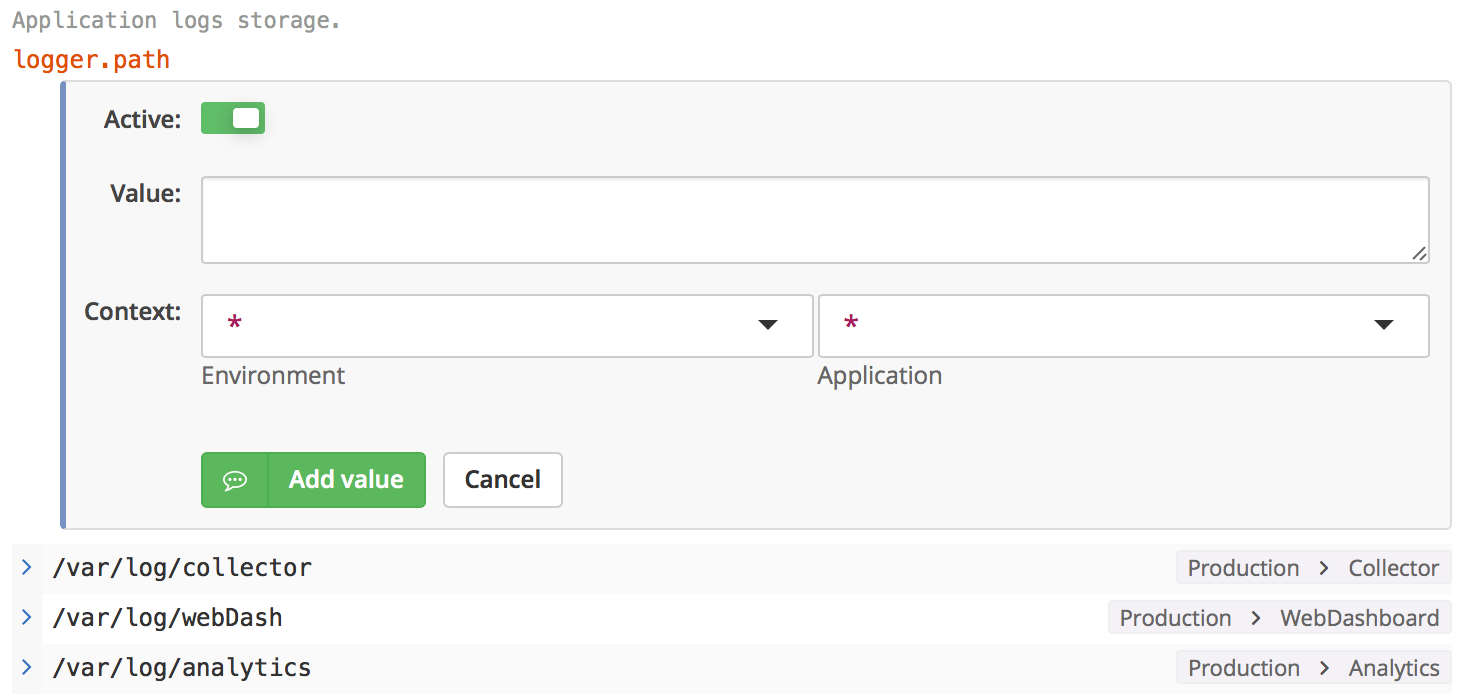 Application logs storage.
logger.path
Active:
Value:
Context: * *
Environment Application
Add value Cancel
/var/log/collector Production > Collector
/var/log/webDash Production > WebDashboard
/var/log/analytics Production > Analytics